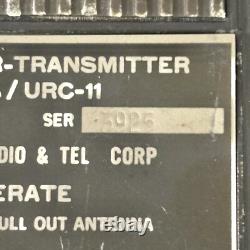 R-TRANSMITTER
/URC-11
SER
DIO & TEL CORP
ERATE
ULL OUT ANTENNA